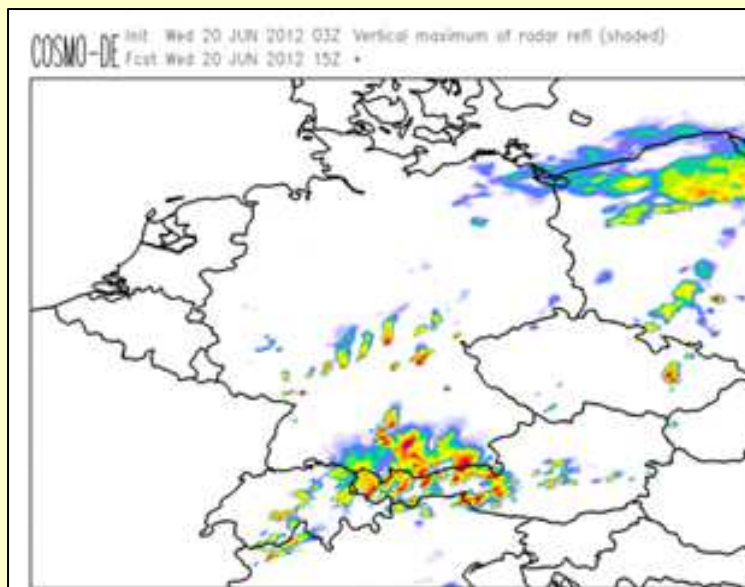 COSMO-DE Init Wed 20 JUN 2012 03Z Vertical maximum of radar refl (shaded)
Fcst Wed 20 JUN 2012 15Z